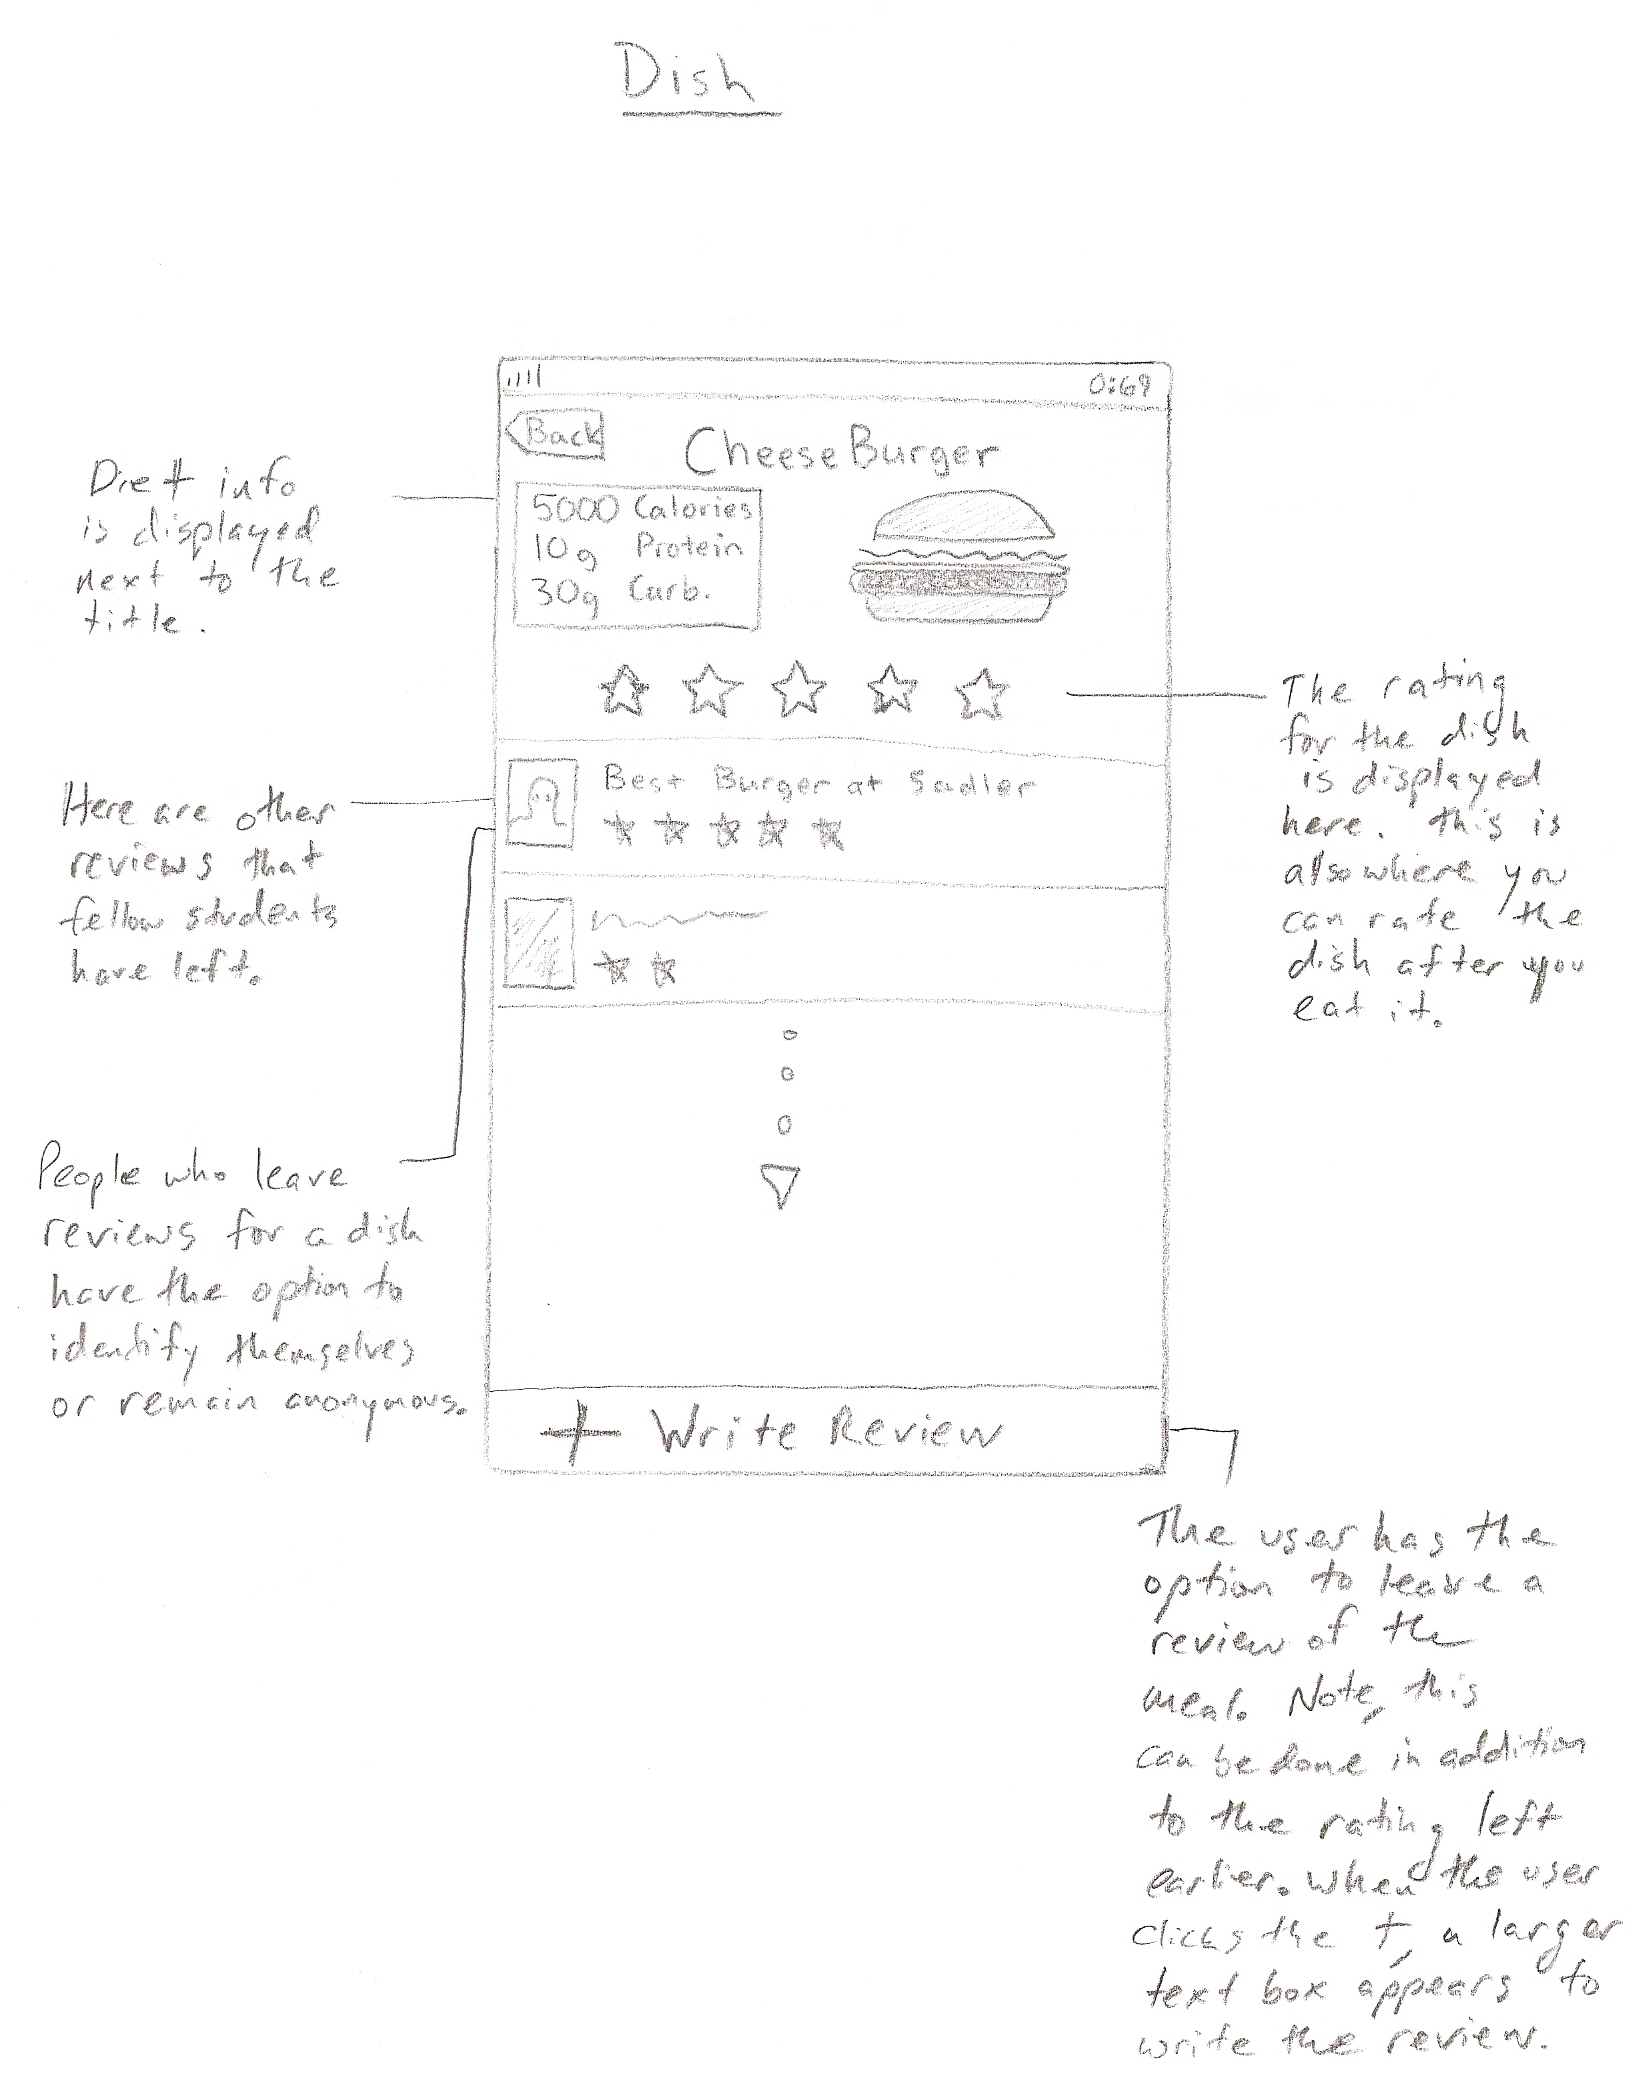 Dish
0:69
Back
CheeseBurger
5000 Calories
10g Protein
30g Carb.
Diet info
is displayed
next to the
title.
The rating
for the dish
is displayed
here. This is
also where you
can rate the
dish after you
eat it.
Best Burger at Sadler
Here are other
reviews that
fellow students
have left.
People who leave
reviews for a dish
have the option to
identify themselves
or remain anonymous.
+ Write Review
The user has the
option to leave a
review of the
meal. Note, this
can be done in addition
to the rating left
earlier. When the user
clicks the +, a larger
text box appears to
write the review.